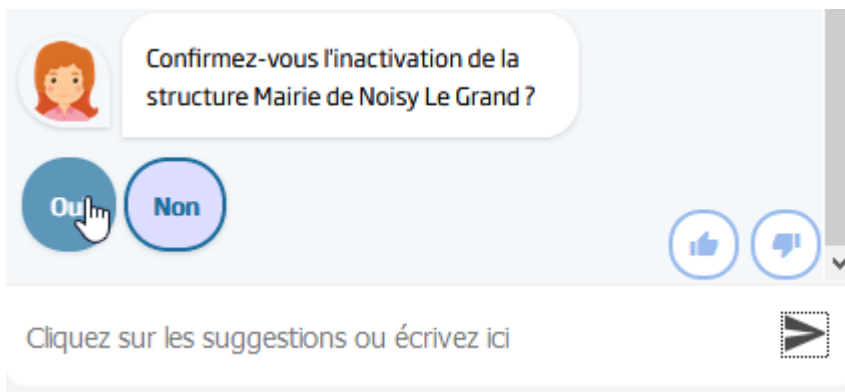 Confirmez-vous l'inactivation de la
structure Mairie de Noisy Le Grand ?
Oui
Non
Cliquez sur les suggestions ou écrivez ici